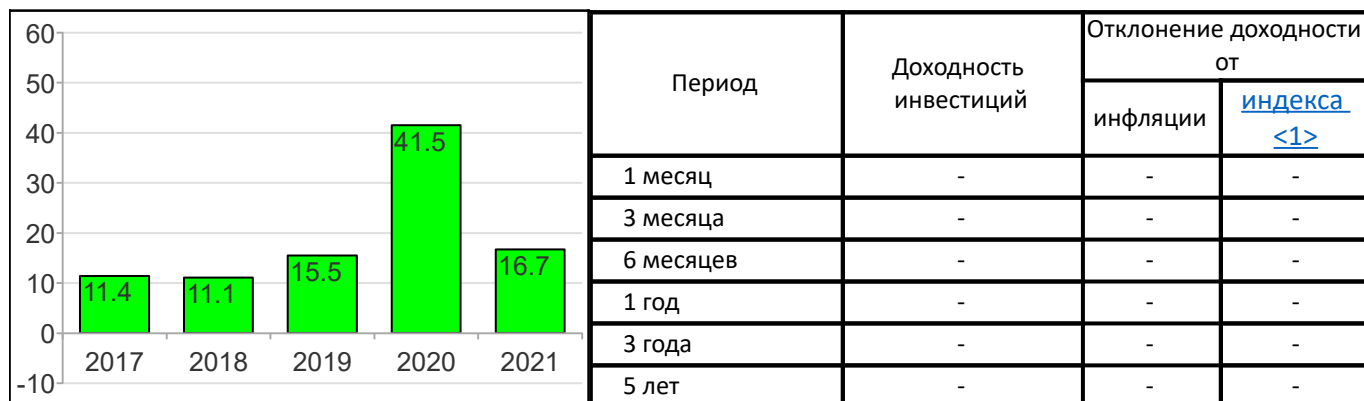 60
50
40
30
20
10
0
-10
11.4
11.1
15.5
41.5
16.7
2017 2018 2019 2020 2021
Период
Доходность
инвестиций
Отклонение доходности
от
инфляции
индекса
<1>
1 месяц - - -
3 месяца - - -
6 месяцев - - -
1 год - - -
3 года - - -
5 лет - - -